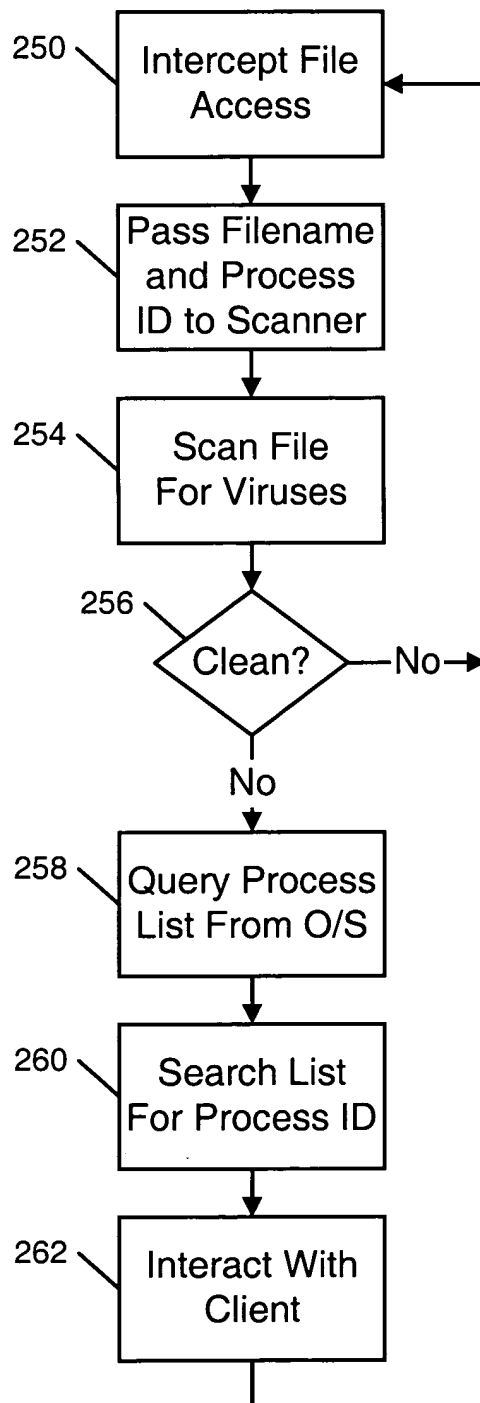 250
Intercept File
Access
252
Pass Filename
and Process
ID to Scanner
254
Scan File
For Viruses
256
Clean?
No
No
258
Query Process
List From O/S
260
Search List
For Process ID
262
Interact With
Client